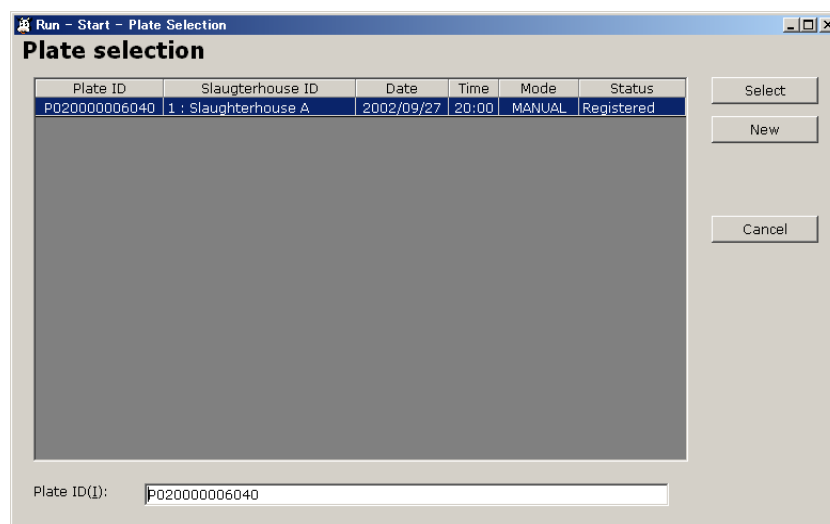 Run - Start - Plate Selection
Plate selection
Plate ID Slaugterhouse ID Date Time Mode Status
P020000006040 1 : Slaughterhouse A 2002/09/27 20:00 MANUAL Registered
Select
New
Cancel
Plate ID(I): P020000006040